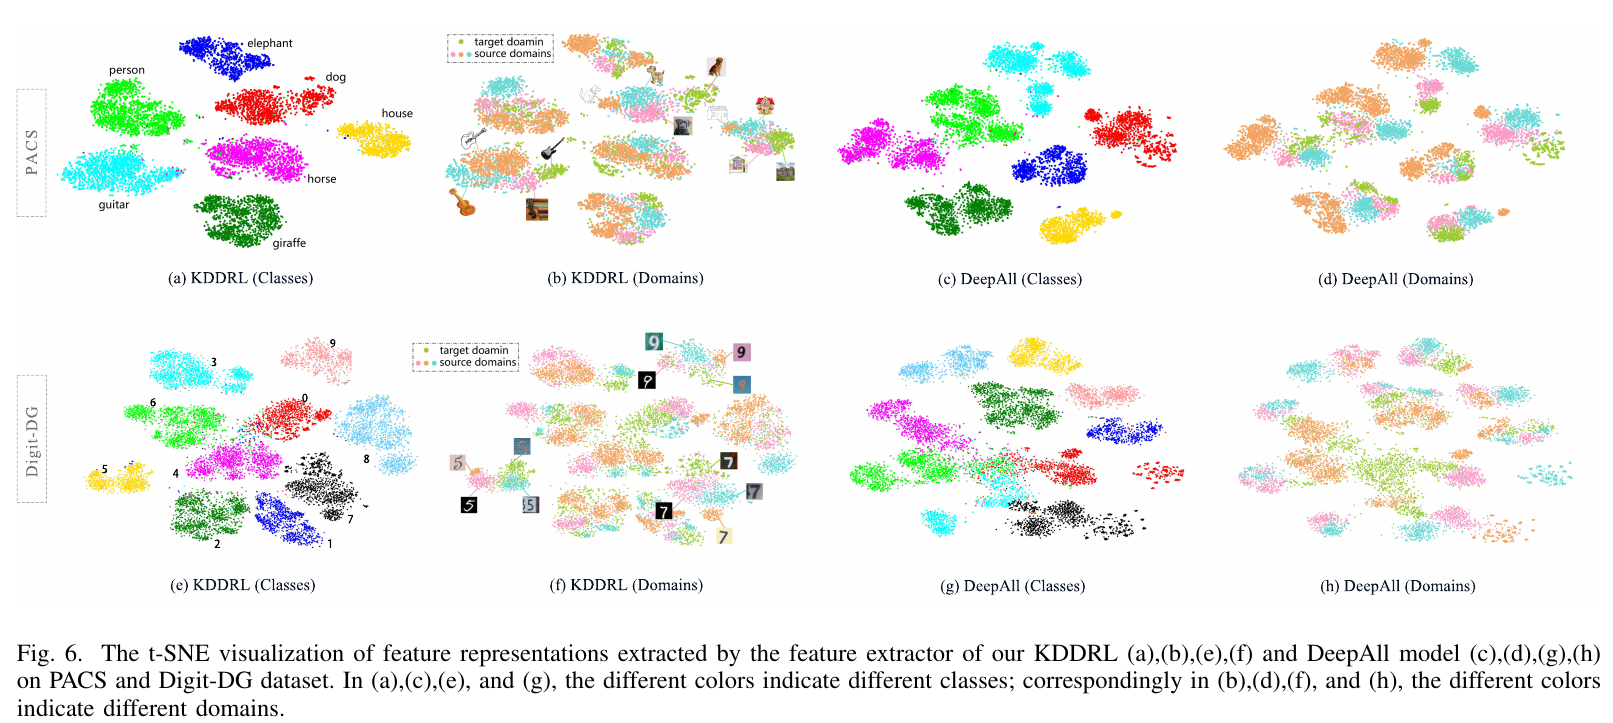 elephant
person
dog
house
horse
guitar
giraffe
target doamin
source domains
PACS
(a) KDDRL (Classes)
(b) KDDRL (Domains)
(c) DeepAll (Classes)
(d) DeepAll (Domains)
3
9
6
0
5
4
8
7
2
1
target doamin
source domains
9
9
9
9
5
5
5
35
7
7
7
7
Digit-DG
(e) KDDRL (Classes)
(f) KDDRL (Domains)
(g) DeepAll (Classes)
(h) DeepAll (Domains)
Fig. 6. The t-SNE visualization of feature representations extracted by the feature extractor of our KDDRL (a),(b),(e),(f) and DeepAll model (c),(d),(g),(h)
on PACS and Digit-DG dataset. In (a),(c),(e), and (g), the different colors indicate different classes; correspondingly in (b),(d),(f), and (h), the different colors
indicate different domains.